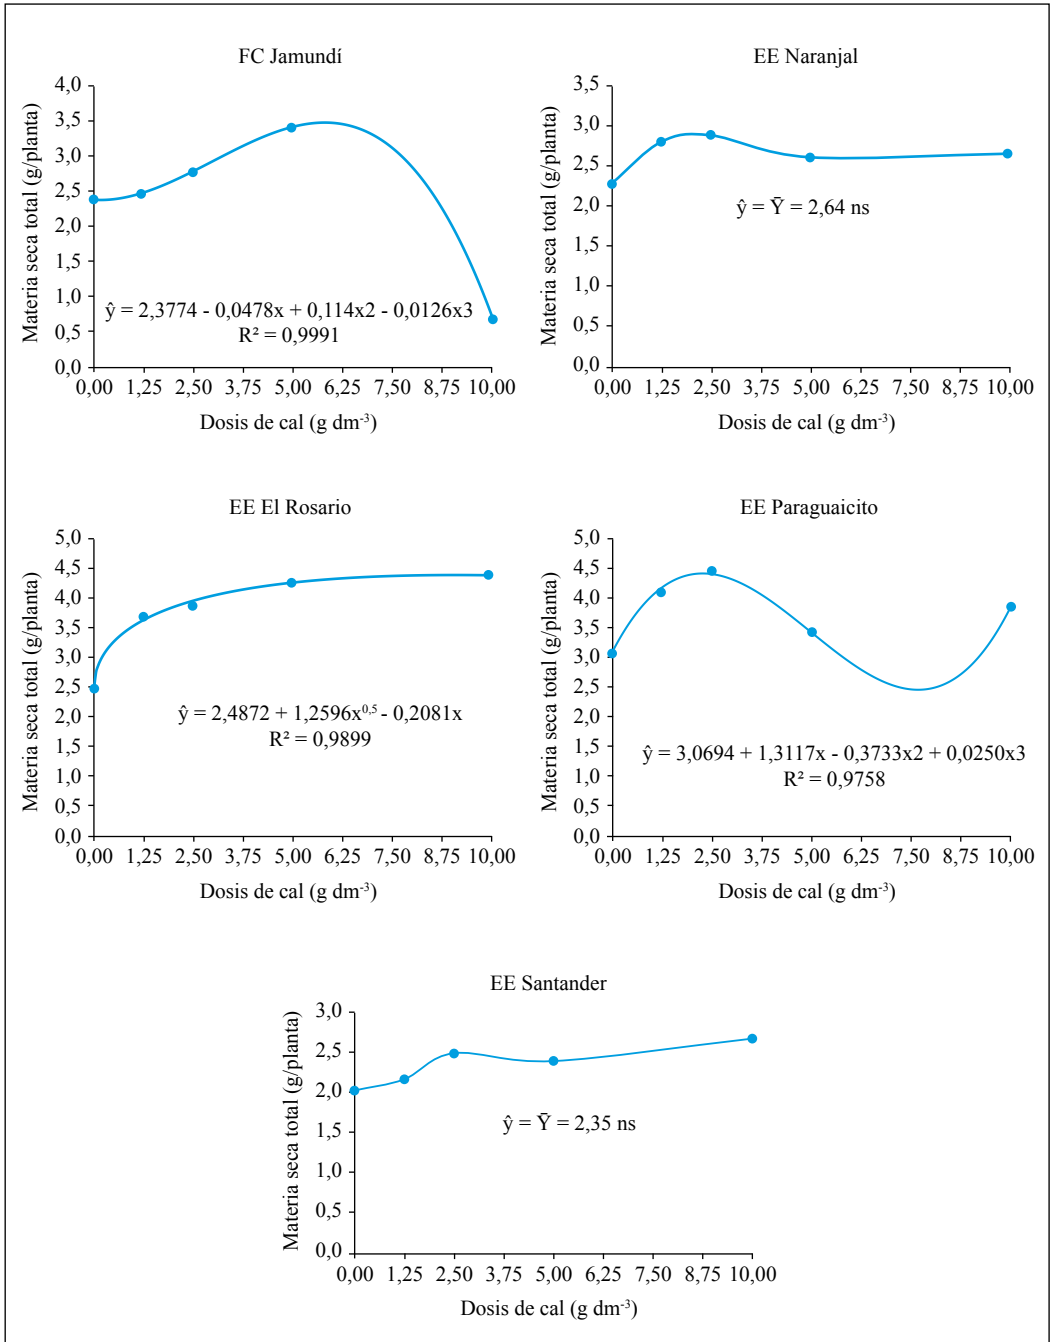 FC Jamundí
Materia seca total (g/planta)
4,0
3,5
3,0
2,5
2,0
1,5
1,0
0,5
0,0
ŷ = 2,3774 - 0,0478x + 0,114x2 - 0,0126x3
R² = 0,9991
0,00 1,25 2,50 3,75 5,00 6,25 7,50 8,75 10,00
Dosis de cal (g dm⁻³)
EE Naranjal
Materia seca total (g/planta)
3,5
3,0
2,5
2,0
1,5
1,0
0,5
0,0
ŷ = Ȳ = 2,64 ns
0,00 1,25 2,50 3,75 5,00 6,25 7,50 8,75 10,00
Dosis de cal (g dm⁻³)
EE El Rosario
Materia seca total (g/planta)
5,0
4,5
4,0
3,5
3,0
2,5
2,0
1,5
1,0
0,5
0,0
ŷ = 2,4872 + 1,2596x⁰,⁵ - 0,2081x
R² = 0,9899
0,00 1,25 2,50 3,75 5,00 6,25 7,50 8,75 10,00
Dosis de cal (g dm⁻³)
EE Paraguaicito
Materia seca total (g/planta)
5,0
4,5
4,0
3,5
3,0
2,5
2,0
1,5
1,0
0,5
0,0
ŷ = 3,0694 + 1,3117x - 0,3733x2 + 0,0250x3
R² = 0,9758
0,00 1,25 2,50 3,75 5,00 6,25 7,50 8,75 10,00
Dosis de cal (g dm⁻³)
EE Santander
Materia seca total (g/planta)
3,0
2,5
2,0
1,5
1,0
0,5
0,0
ŷ = Ȳ = 2,35 ns
0,00 1,25 2,50 3,75 5,00 6,25 7,50 8,75 10,00
Dosis de cal (g dm⁻³)